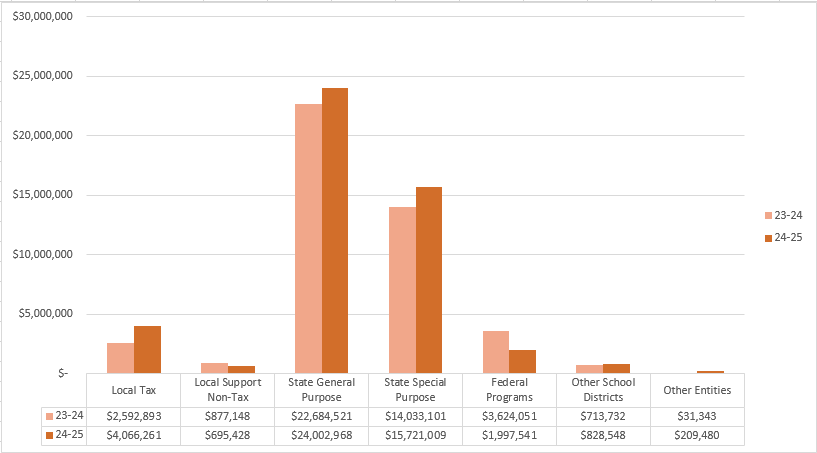 $30,000,000
$25,000,000
$20,000,000
$15,000,000
$10,000,000
$5,000,000
$-
23-24
24-25
Local Tax
Local Support
Non-Tax
State General
Purpose
State Special
Purpose
Federal
Programs
Other School
Districts
Other Entities
23-24 $2,592,893 $877,148 $22,684,521 $14,033,101 $3,624,051 $713,732 $31,343
24-25 $4,066,261 $695,428 $24,002,968 $15,721,009 $1,997,541 $828,548 $209,480